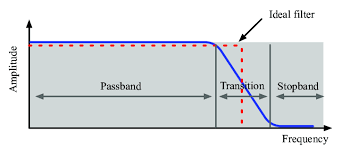 Ideal filter
Amplitude
Passband
Transition
Stopband
Frequency